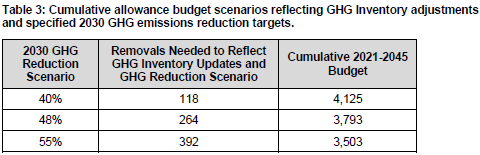 Table 3: Cumulative allowance budget scenarios reflecting GHG Inventory adjustments
and specified 2030 GHG emissions reduction targets.
2030 GHG Reduction Scenario | Removals Needed to Reflect GHG Inventory Updates and GHG Reduction Scenario | Cumulative 2021-2045 Budget
40% | 118 | 4,125
48% | 264 | 3,793
55% | 392 | 3,503